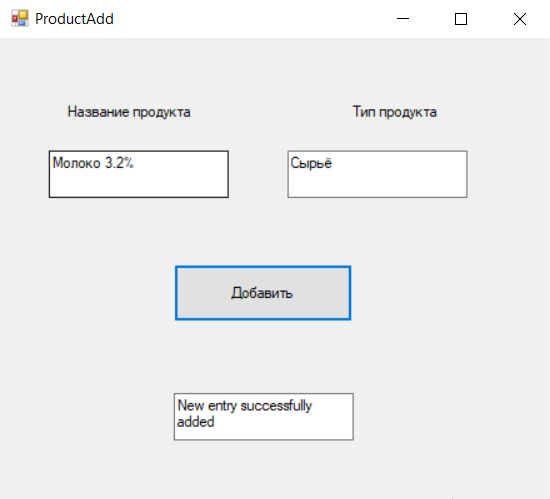 ProductAdd
Название продукта
Тип продукта
Молоко 3.2%
Сырьё
Добавить
New entry successfully
added